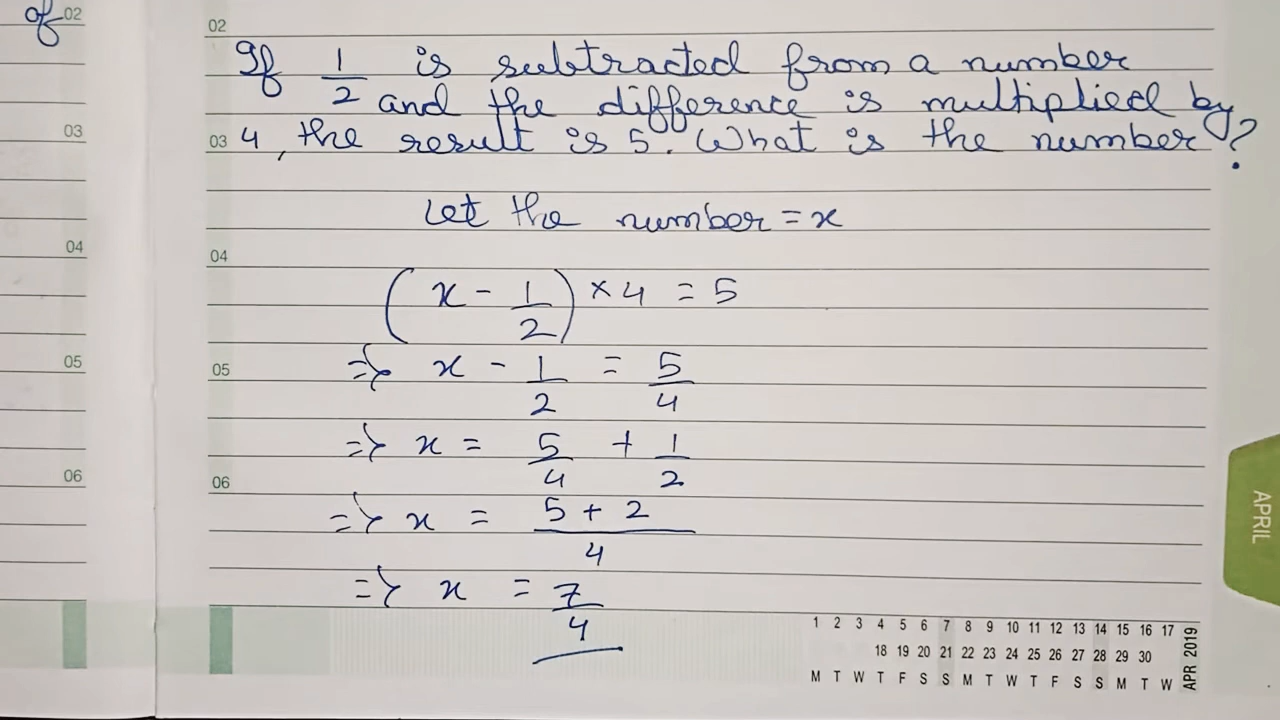 of 02
03
04
05
06
02
If 1/2 is subtracted from a number
and the difference is multiplied by
03 4, the result is 5. What is the number?
Let the number = x
04
(x - 1/2) × 4 = 5
05 => x - 1/2 = 5/4
=> x = 5/4 + 1/2
06
=> x = 5 + 2/4
=> x = 7/4
APRIL
1 2 3 4 5 6 7 8 9 10 11 12 13 14 15 16 17
18 19 20 21 22 23 24 25 26 27 28 29 30
M T W T F S S M T W T F S S M T W
APR 2019